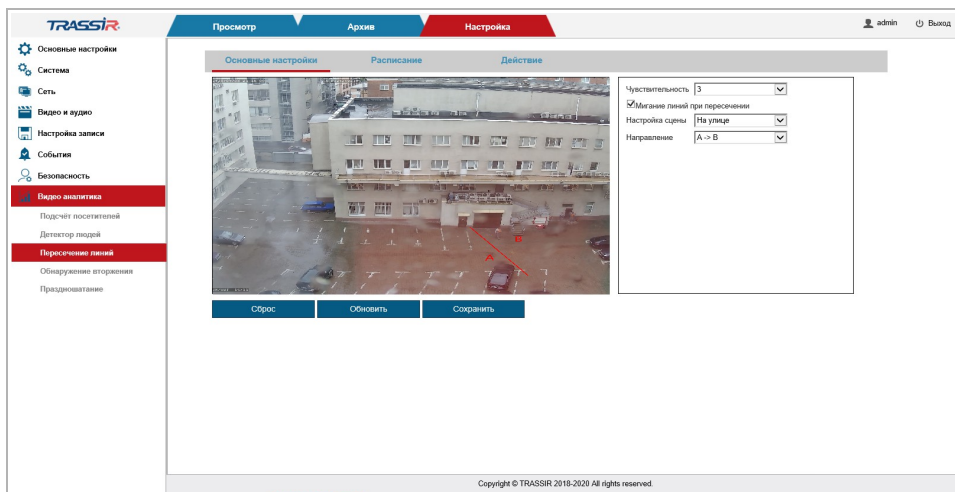 TRASSIR
Просмотр
Архив
Настройка
admin
Выход
Основные настройки
Система
Сеть
Видео и аудио
Настройка записи
События
Безопасность
Видео аналитика
Подсчёт посетителей
Детектор людей
Пересечение линий
Обнаружение вторжения
Праздношатание
Основные настройки
Расписание
Действие
A
B
Чувствительность 3
Мигание линий при пересечении
Настройка сцены На улице
Направление A -> B
Сброс
Обновить
Сохранить
Copyright © TRASSIR 2018-2020 All rights reserved.